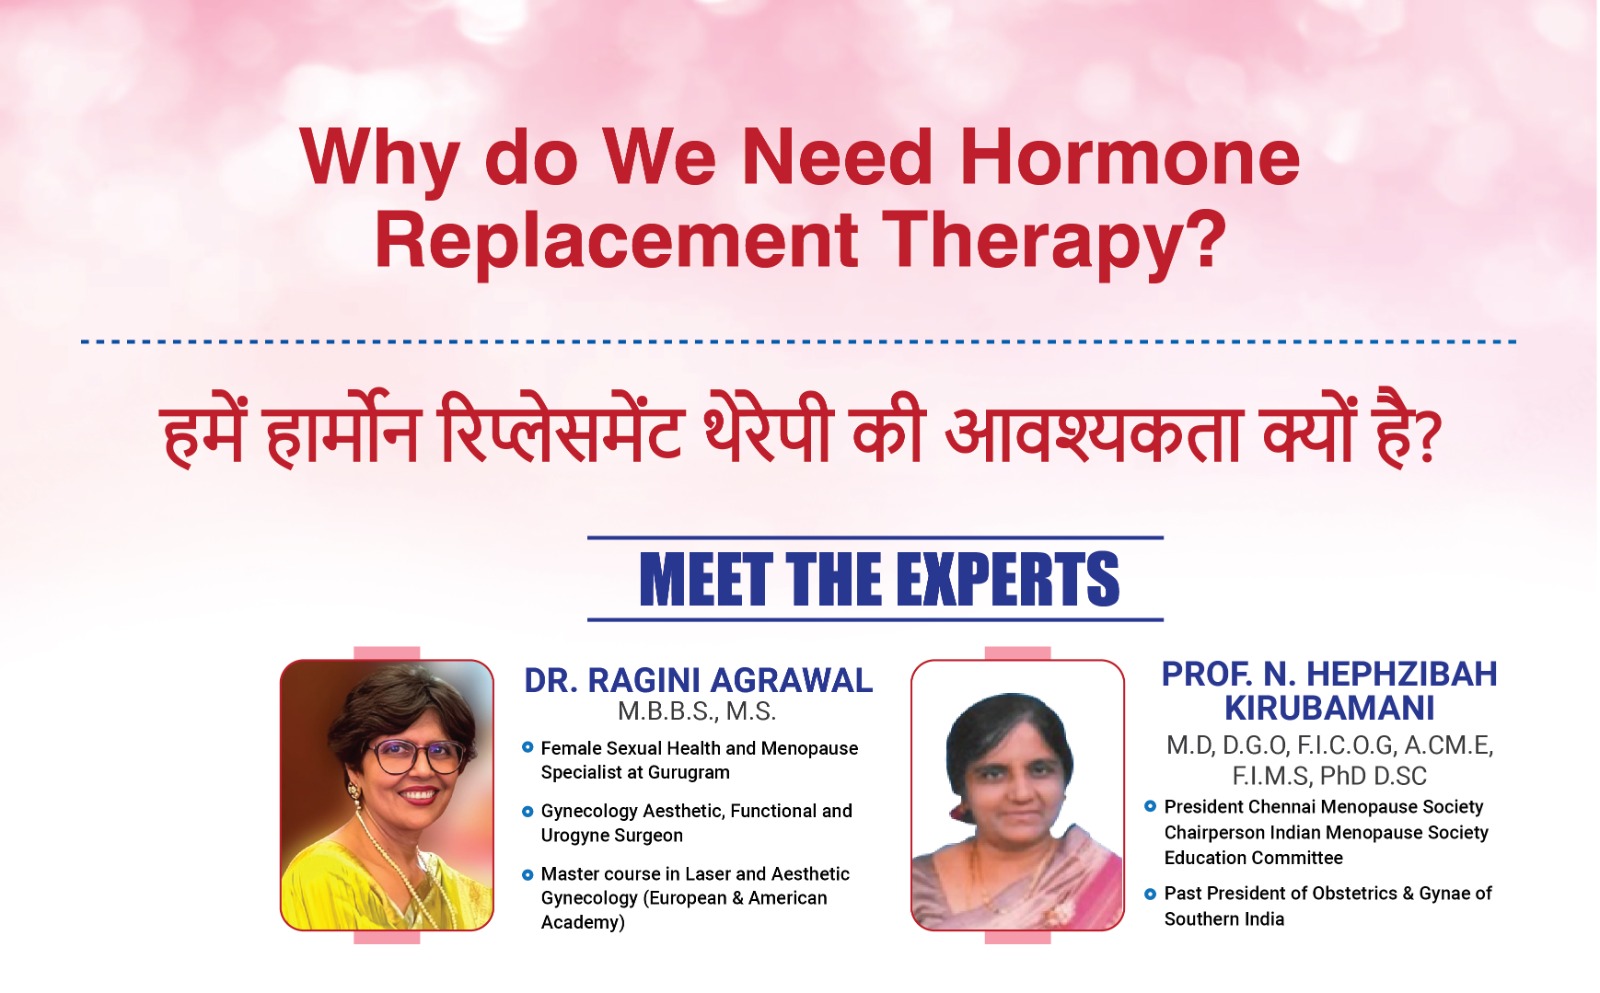 Why do We Need Hormone
Replacement Therapy?
हमें हार्मोन रिप्लेसमेंट थेरेपी की आवश्यकता क्यों है?
MEET THE EXPERTS
DR. RAGINI AGRAWAL
M.B.B.S., M.S.
Female Sexual Health and Menopause
Specialist at Gurugram
Gynecology Aesthetic, Functional and
Urogyne Surgeon
Master course in Laser and Aesthetic
Gynecology (European & American
Academy)
PROF. N. HEPHZIBAH
KIRUBAMANI
M.D, D.G.O, F.I.C.O.G, A.CM.E,
F.I.M.S, PhD D.SC
President Chennai Menopause Society
Chairperson Indian Menopause Society
Education Committee
Past President of Obstetrics & Gynae of
Southern India